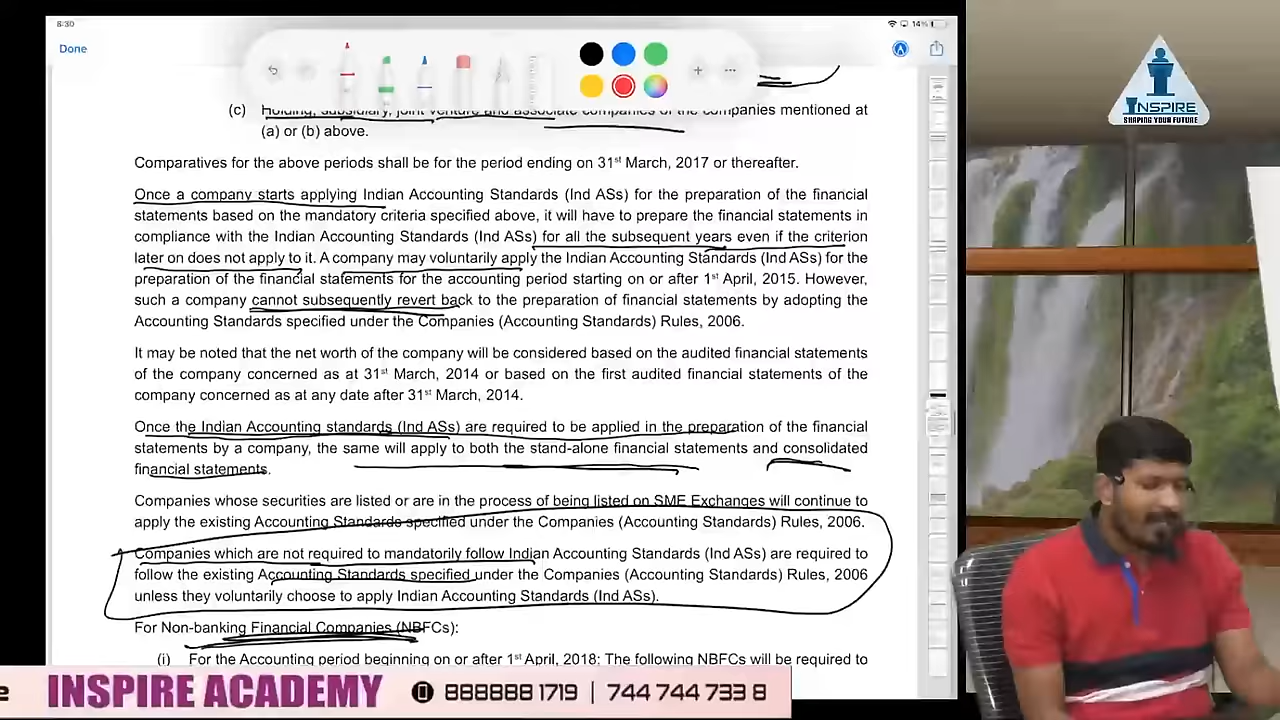 8:30
14%
Done
INSPIRE
SHAPING YOUR FUTURE
(c) Holding, subsidiary, joint venture and associate companies of the companies mentioned at
(a) or (b) above.
Comparatives for the above periods shall be for the period ending on 31st March, 2017 or thereafter.
Once a company starts applying Indian Accounting Standards (Ind ASs) for the preparation of the financial
statements based on the mandatory criteria specified above, it will have to prepare the financial statements in
compliance with the Indian Accounting Standards (Ind ASs) for all the subsequent years even if the criterion
later on does not apply to it. A company may voluntarily apply the Indian Accounting Standards (Ind ASs) for the
preparation of the financial statements for the accounting period starting on or after 1st April, 2015. However,
such a company cannot subsequently revert back to the preparation of financial statements by adopting the
Accounting Standards specified under the Companies (Accounting Standards) Rules, 2006.
It may be noted that the net worth of the company will be considered based on the audited financial statements
of the company concerned as at 31st March, 2014 or based on the first audited financial statements of the
company concerned as at any date after 31st March, 2014.
Once the Indian accounting standards (Ind ASs) are required to be applied in the preparation of the financial
statements by the company, the same will apply to both the stand-alone financial statements and consolidated
financial statements.
Companies whose securities are listed or are in the process of being listed on SME Exchanges will continue to
apply the existing Accounting Standards specified under the Companies (Accounting Standards) Rules, 2006.
Companies which are not required to mandatorily follow Indian Accounting Standards (Ind ASs) are required to
follow the existing Accounting Standards specified under the Companies (Accounting Standards) Rules, 2006
unless they voluntarily choose to apply Indian Accounting Standards (Ind ASs).
For Non-banking Financial Companies (NBFCs):
(i) For the Accounting period beginning on or after 1st April 2018: The following NBFCs will be required to
INSPIRE ACADEMY 888888 1719 | 744 744 733 8